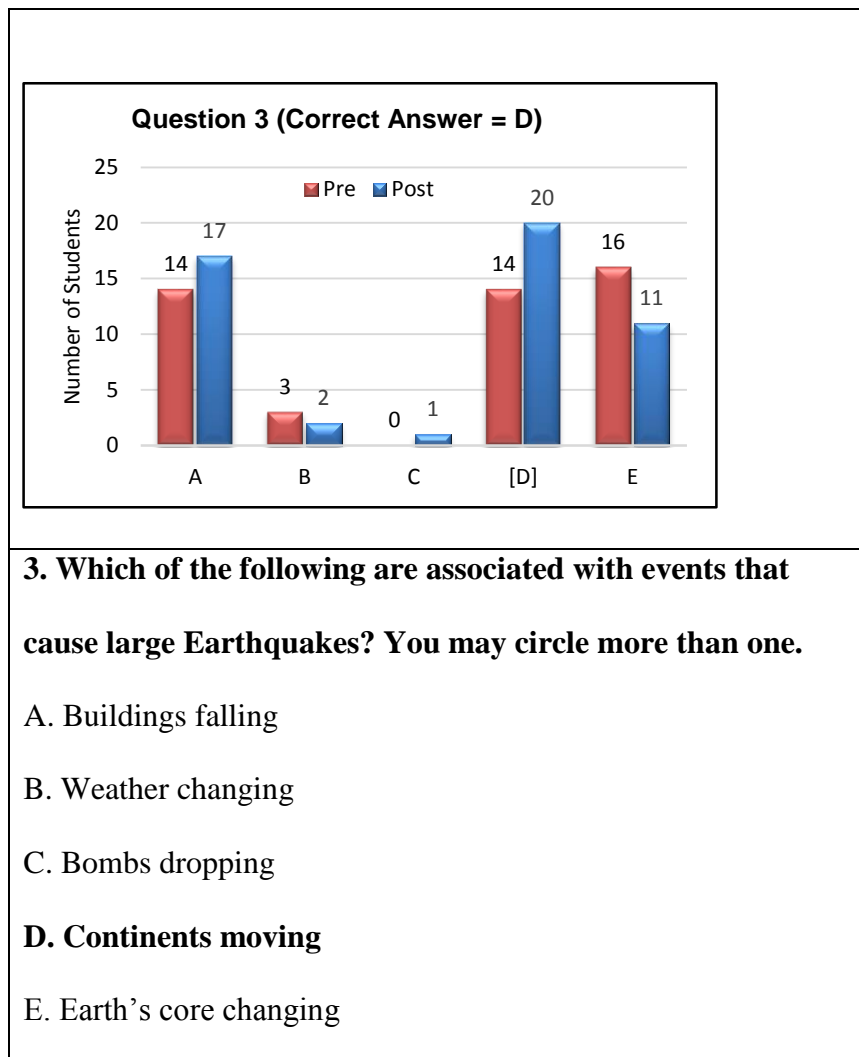 Question 3 (Correct Answer = D)
25
Pre Post
20
20
17
16
14
14
15
11
10
5
3
2
0
1
0
Number of Students
A B C [D] E
3. Which of the following are associated with events that
cause large Earthquakes? You may circle more than one.
A. Buildings falling
B. Weather changing
C. Bombs dropping
D. Continents moving
E. Earth’s core changing